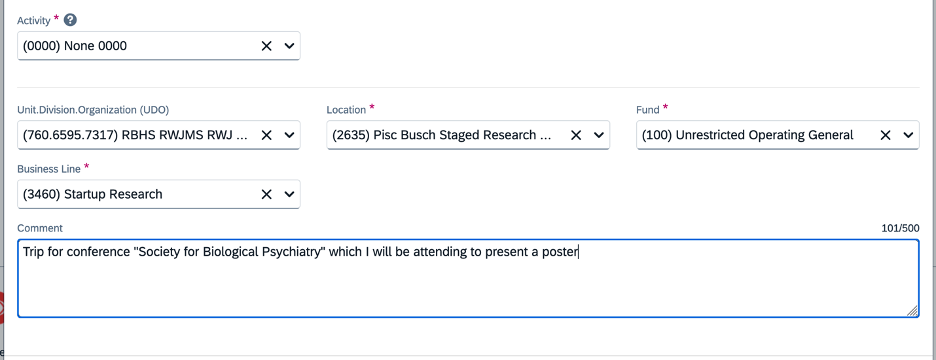 Activity *
(0000) None 0000
Unit.Division.Organization (UDO)
Location *
Fund *
(760.6595.7317) RBHS RWJMS RWJ ...
(2635) Pisc Busch Staged Research ...
(100) Unrestricted Operating General
Business Line *
(3460) Startup Research
Comment
101/500
Trip for conference "Society for Biological Psychiatry" which I will be attending to present a poster